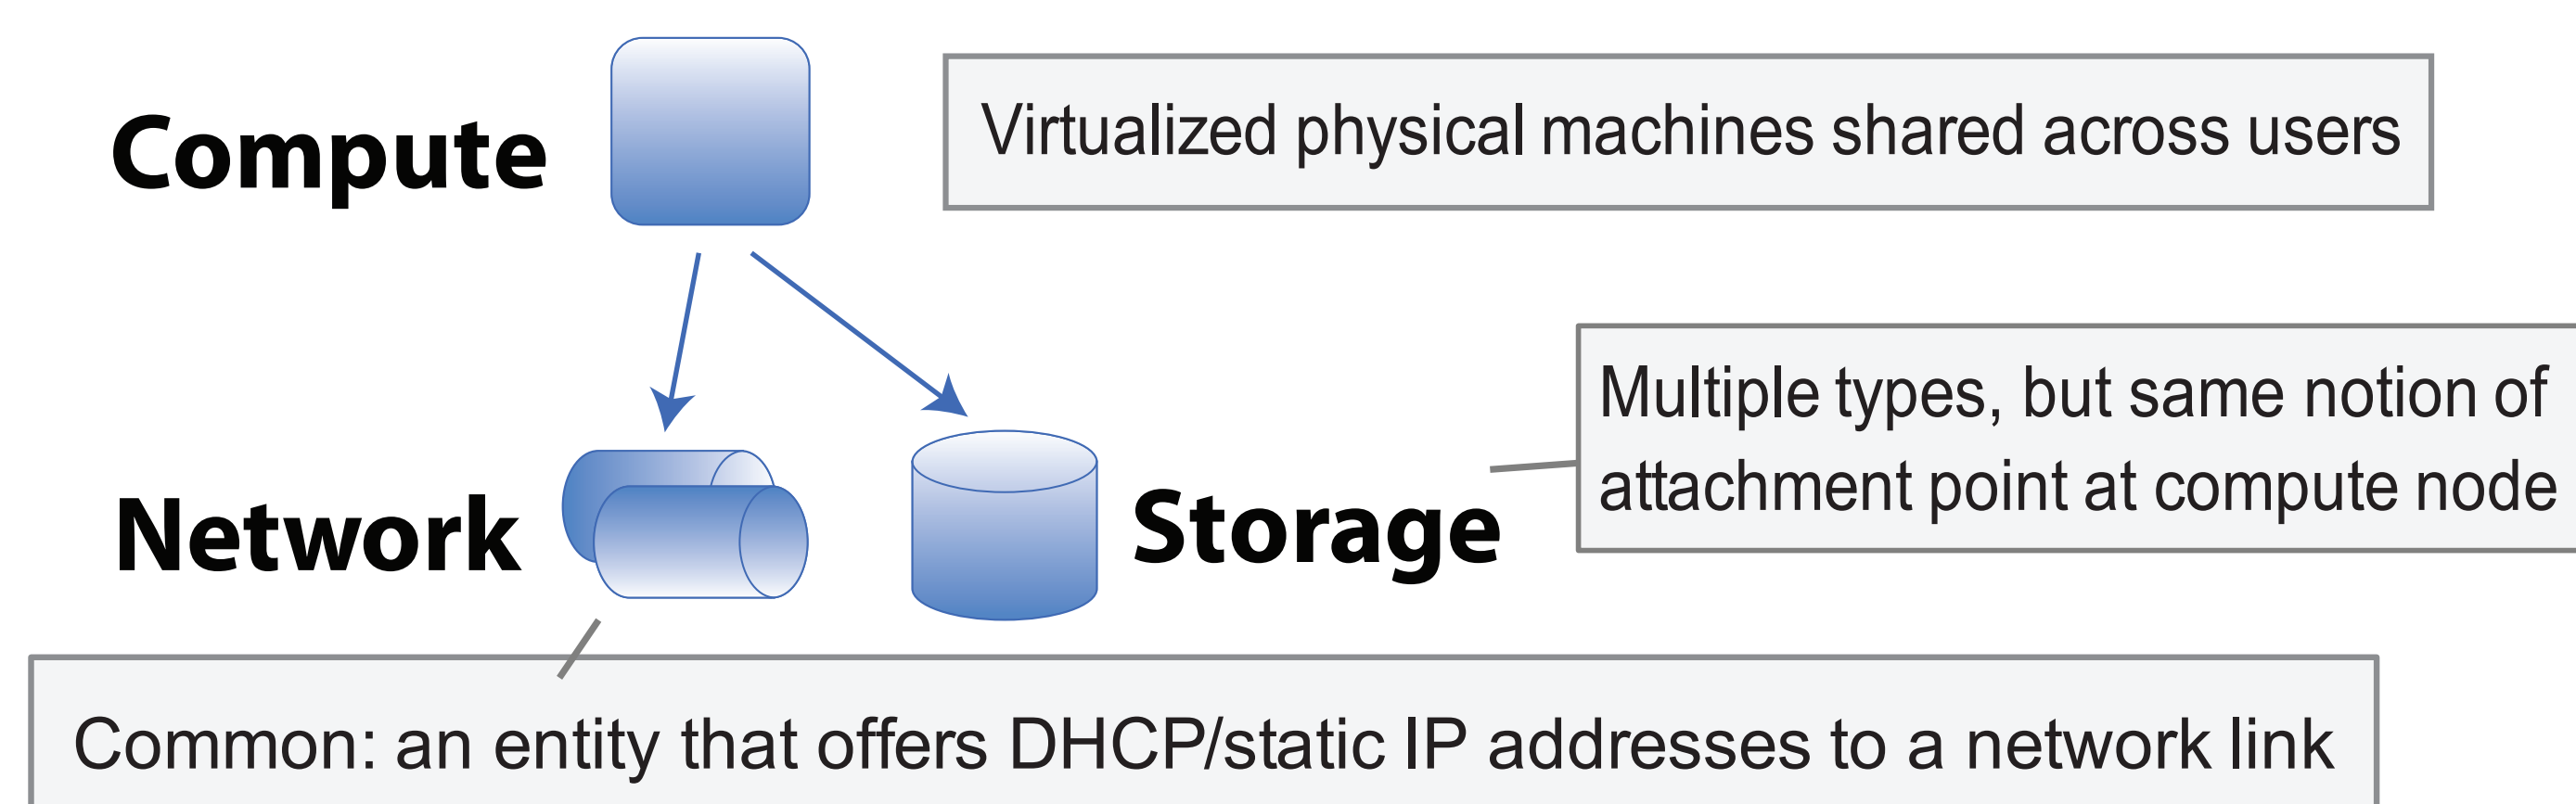 Compute
Virtualized physical machines shared across users
Multiple types, but same notion of
attachment point at compute node
Network
Storage
Common: an entity that offers DHCP/static IP addresses to a network link